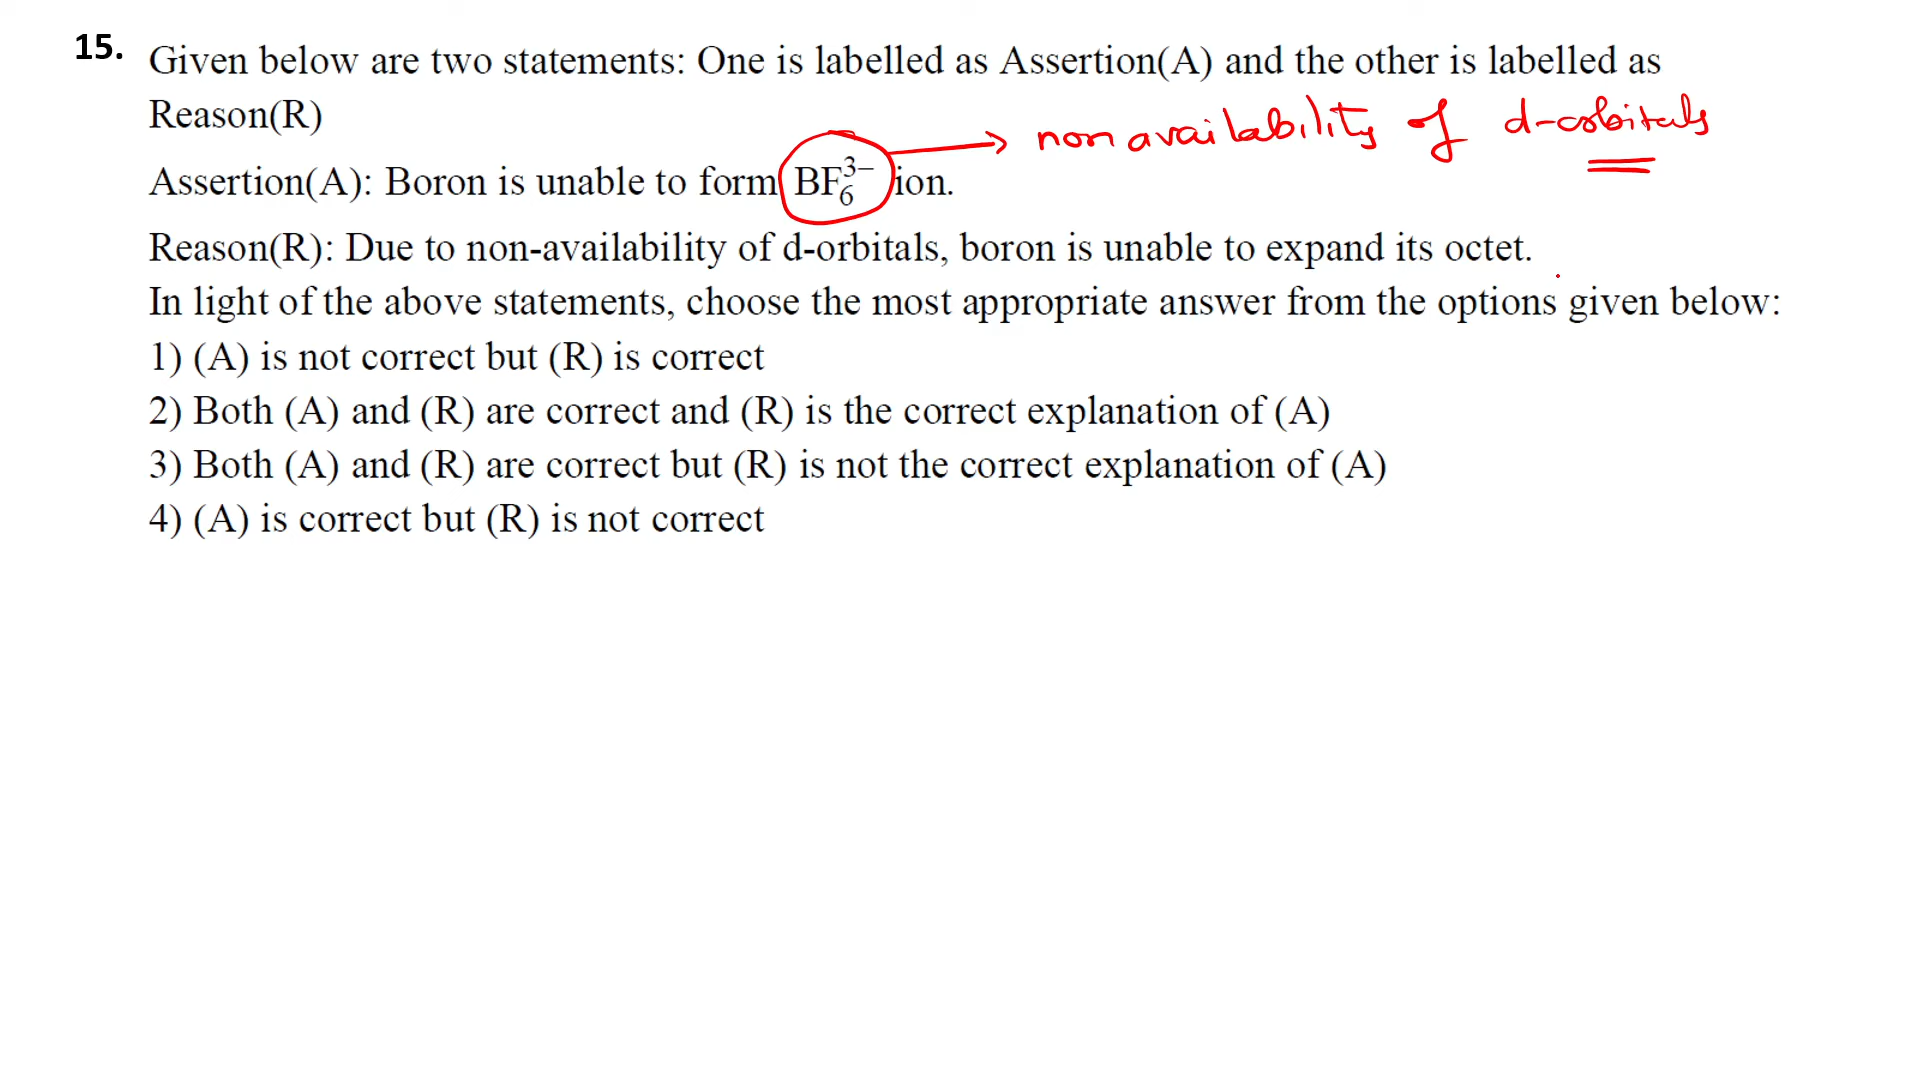 15. Given below are two statements: One is labelled as Assertion(A) and the other is labelled as
Reason(R)
non availability of d-orbitals
Assertion(A): Boron is unable to form BF₆³⁻ ion.
Reason(R): Due to non-availability of d-orbitals, boron is unable to expand its octet.
In light of the above statements, choose the most appropriate answer from the options given below:
1) (A) is not correct but (R) is correct
2) Both (A) and (R) are correct and (R) is the correct explanation of (A)
3) Both (A) and (R) are correct but (R) is not the correct explanation of (A)
4) (A) is correct but (R) is not correct